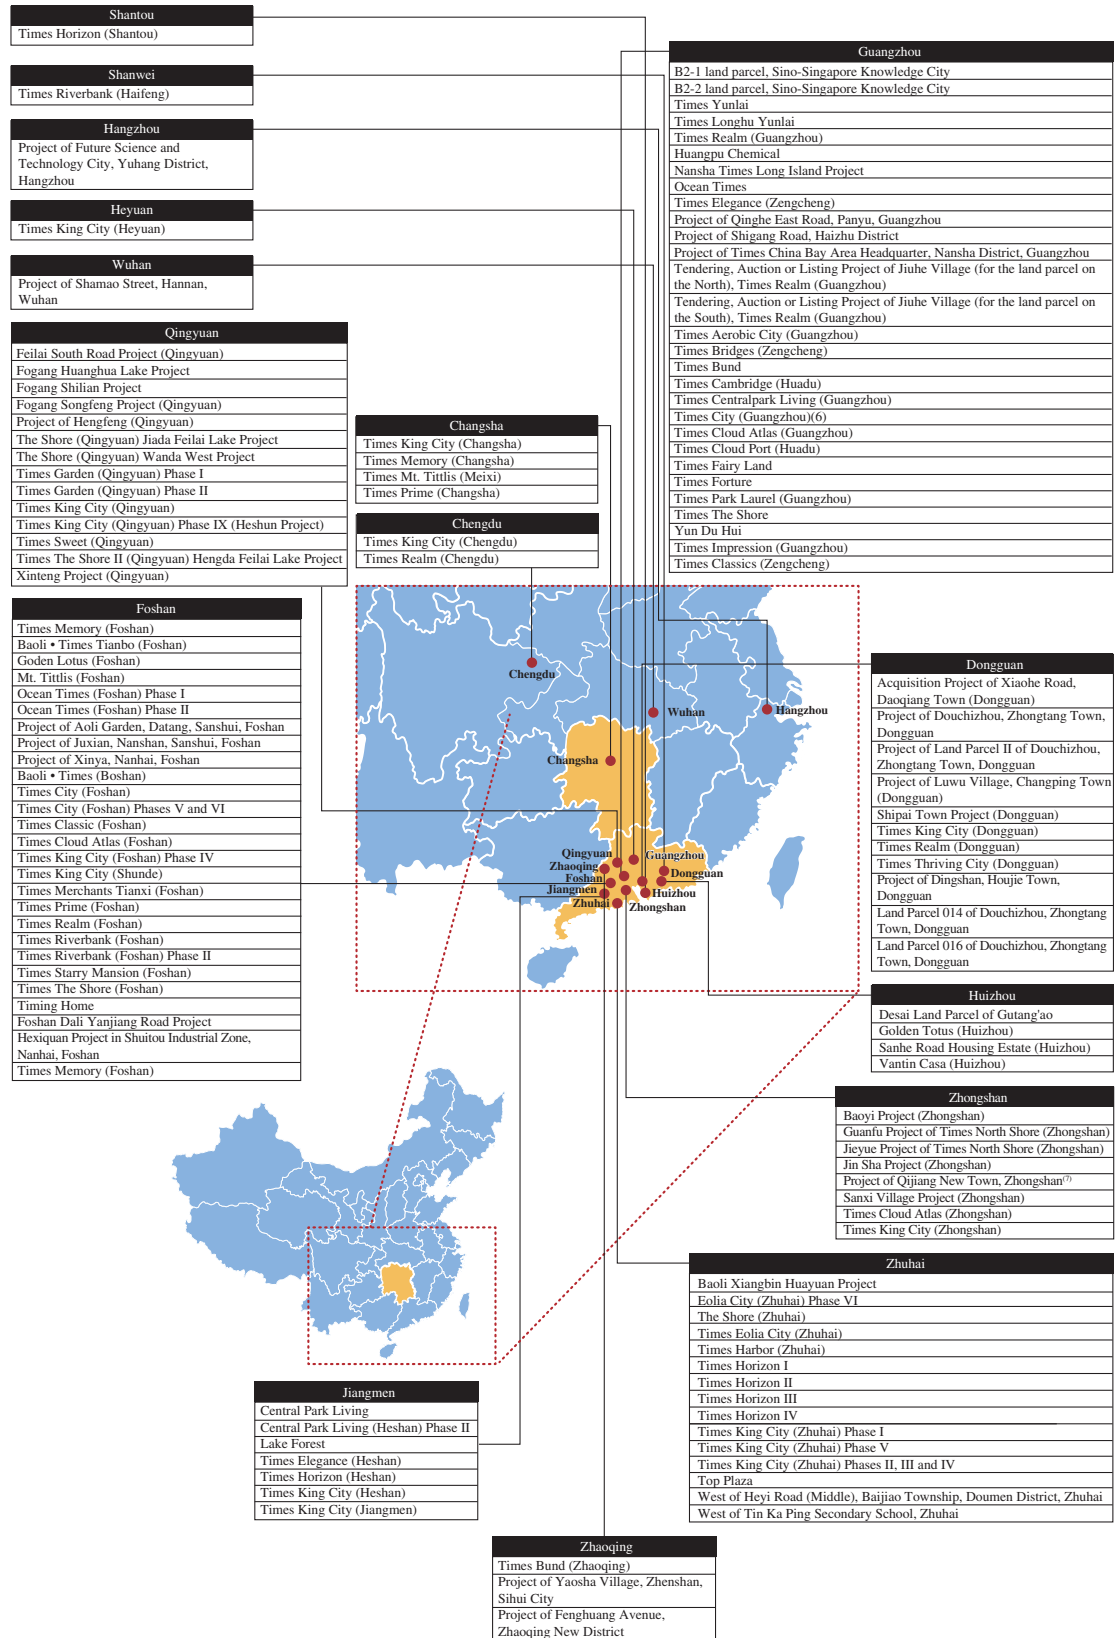 Shantou
Times Horizon (Shantou)
Shanwei
Times Riverbank (Haifeng)
Hangzhou
Project of Future Science and
Technology City, Yuhang District,
Hangzhou
Heyuan
Times King City (Heyuan)
Wuhan
Project of Shamao Street, Hannan,
Wuhan
Qingyuan
Feilai South Road Project (Qingyuan)
Fogang Huanghua Lake Project
Fogang Shilian Project
Fogang Songfeng Project (Qingyuan)
Project of Hengfeng (Qingyuan)
The Shore (Qingyuan) Jiada Feilai Lake Project
The Shore (Qingyuan) Wanda West Project
Times Garden (Qingyuan) Phase I
Times Garden (Qingyuan) Phase II
Times King City (Qingyuan)
Times King City (Qingyuan) Phase IX (Heshun Project)
Times Sweet (Qingyuan)
Times The Shore II (Qingyuan) Hengda Feilai Lake Project
Xinteng Project (Qingyuan)
Changsha
Times King City (Changsha)
Times Memory (Changsha)
Times Mt. Tittlis (Meixi)
Times Prime (Changsha)
Chengdu
Times King City (Chengdu)
Times Realm (Chengdu)
Guangzhou
B2-1 land parcel, Sino-Singapore Knowledge City
B2-2 land parcel, Sino-Singapore Knowledge City
Times Yunlai
Times Longhu Yunlai
Times Realm (Guangzhou)
Huangpu Chemical
Nansha Times Long Island Project
Ocean Times
Times Elegance (Zengcheng)
Project of Qinghe East Road, Panyu, Guangzhou
Project of Shigang Road, Haizhu District
Project of Times China Bay Area Headquarter, Nansha District, Guangzhou
Tendering, Auction or Listing Project of Jiuhe Village (for the land parcel on
the North), Times Realm (Guangzhou)
Tendering, Auction or Listing Project of Jiuhe Village (for the land parcel on
the South), Times Realm (Guangzhou)
Times Aerobic City (Guangzhou)
Times Bridges (Zengcheng)
Times Bund
Times Cambridge (Huadu)
Times Centralpark Living (Guangzhou)
Times City (Guangzhou)(6)
Times Cloud Atlas (Guangzhou)
Times Cloud Port (Huadu)
Times Fairy Land
Times Forture
Times Park Laurel (Guangzhou)
Times The Shore
Yun Du Hui
Times Impression (Guangzhou)
Times Classics (Zengcheng)
Foshan
Times Memory (Foshan)
Baoli • Times Tianbo (Foshan)
Goden Lotus (Foshan)
Mt. Tittlis (Foshan)
Ocean Times (Foshan) Phase I
Ocean Times (Foshan) Phase II
Project of Aoli Garden, Datang, Sanshui, Foshan
Project of Juxian, Nanshan, Sanshui, Foshan
Project of Xinya, Nanhai, Foshan
Baoli • Times (Boshan)
Times City (Foshan)
Times City (Foshan) Phases V and VI
Times Classic (Foshan)
Times Cloud Atlas (Foshan)
Times King City (Foshan) Phase IV
Times King City (Shunde)
Times Merchants Tianxi (Foshan)
Times Prime (Foshan)
Times Realm (Foshan)
Times Riverbank (Foshan)
Times Riverbank (Foshan) Phase II
Times Starry Mansion (Foshan)
Times The Shore (Foshan)
Timing Home
Foshan Dali Yanjiang Road Project
Hexiquan Project in Shuitou Industrial Zone,
Nanhai, Foshan
Times Memory (Foshan)
Chengdu
Wuhan
Hangzhou
Changsha
Qingyuan
Guangzhou
Zhaoqing
Foshan
Dongguan
Jiangmen
Huizhou
Zhuhai
Zhongshan
Dongguan
Acquisition Project of Xiaohe Road,
Daoqiang Town (Dongguan)
Project of Douchizhou, Zhongtang Town,
Dongguan
Project of Land Parcel II of Douchizhou,
Zhongtang Town, Dongguan
Project of Luwu Village, Changping Town
(Dongguan)
Shipai Town Project (Dongguan)
Times King City (Dongguan)
Times Realm (Dongguan)
Times Thriving City (Dongguan)
Project of Dingshan, Houjie Town,
Dongguan
Land Parcel 014 of Douchizhou, Zhongtang
Town, Dongguan
Land Parcel 016 of Douchizhou, Zhongtang
Town, Dongguan
Huizhou
Desai Land Parcel of Gutang'ao
Golden Totus (Huizhou)
Sanhe Road Housing Estate (Huizhou)
Vantin Casa (Huizhou)
Zhongshan
Baoyi Project (Zhongshan)
Guanfu Project of Times North Shore (Zhongshan)
Jieyue Project of Times North Shore (Zhongshan)
Jin Sha Project (Zhongshan)
Project of Qijiang New Town, Zhongshan(7)
Sanxi Village Project (Zhongshan)
Times Cloud Atlas (Zhongshan)
Times King City (Zhongshan)
Zhuhai
Baoli Xiangbin Huayuan Project
Eolia City (Zhuhai) Phase VI
The Shore (Zhuhai)
Times Eolia City (Zhuhai)
Times Harbor (Zhuhai)
Times Horizon I
Times Horizon II
Times Horizon III
Times Horizon IV
Times King City (Zhuhai) Phase I
Times King City (Zhuhai) Phase V
Times King City (Zhuhai) Phases II, III and IV
Top Plaza
West of Heyi Road (Middle), Baijiao Township, Doumen District, Zhuhai
West of Tin Ka Ping Secondary School, Zhuhai
Jiangmen
Central Park Living
Central Park Living (Heshan) Phase II
Lake Forest
Times Elegance (Heshan)
Times Horizon (Heshan)
Times King City (Heshan)
Times King City (Jiangmen)
Zhaoqing
Times Bund (Zhaoqing)
Project of Yaosha Village, Zhenshan,
Sihui City
Project of Fenghuang Avenue,
Zhaoqing New District